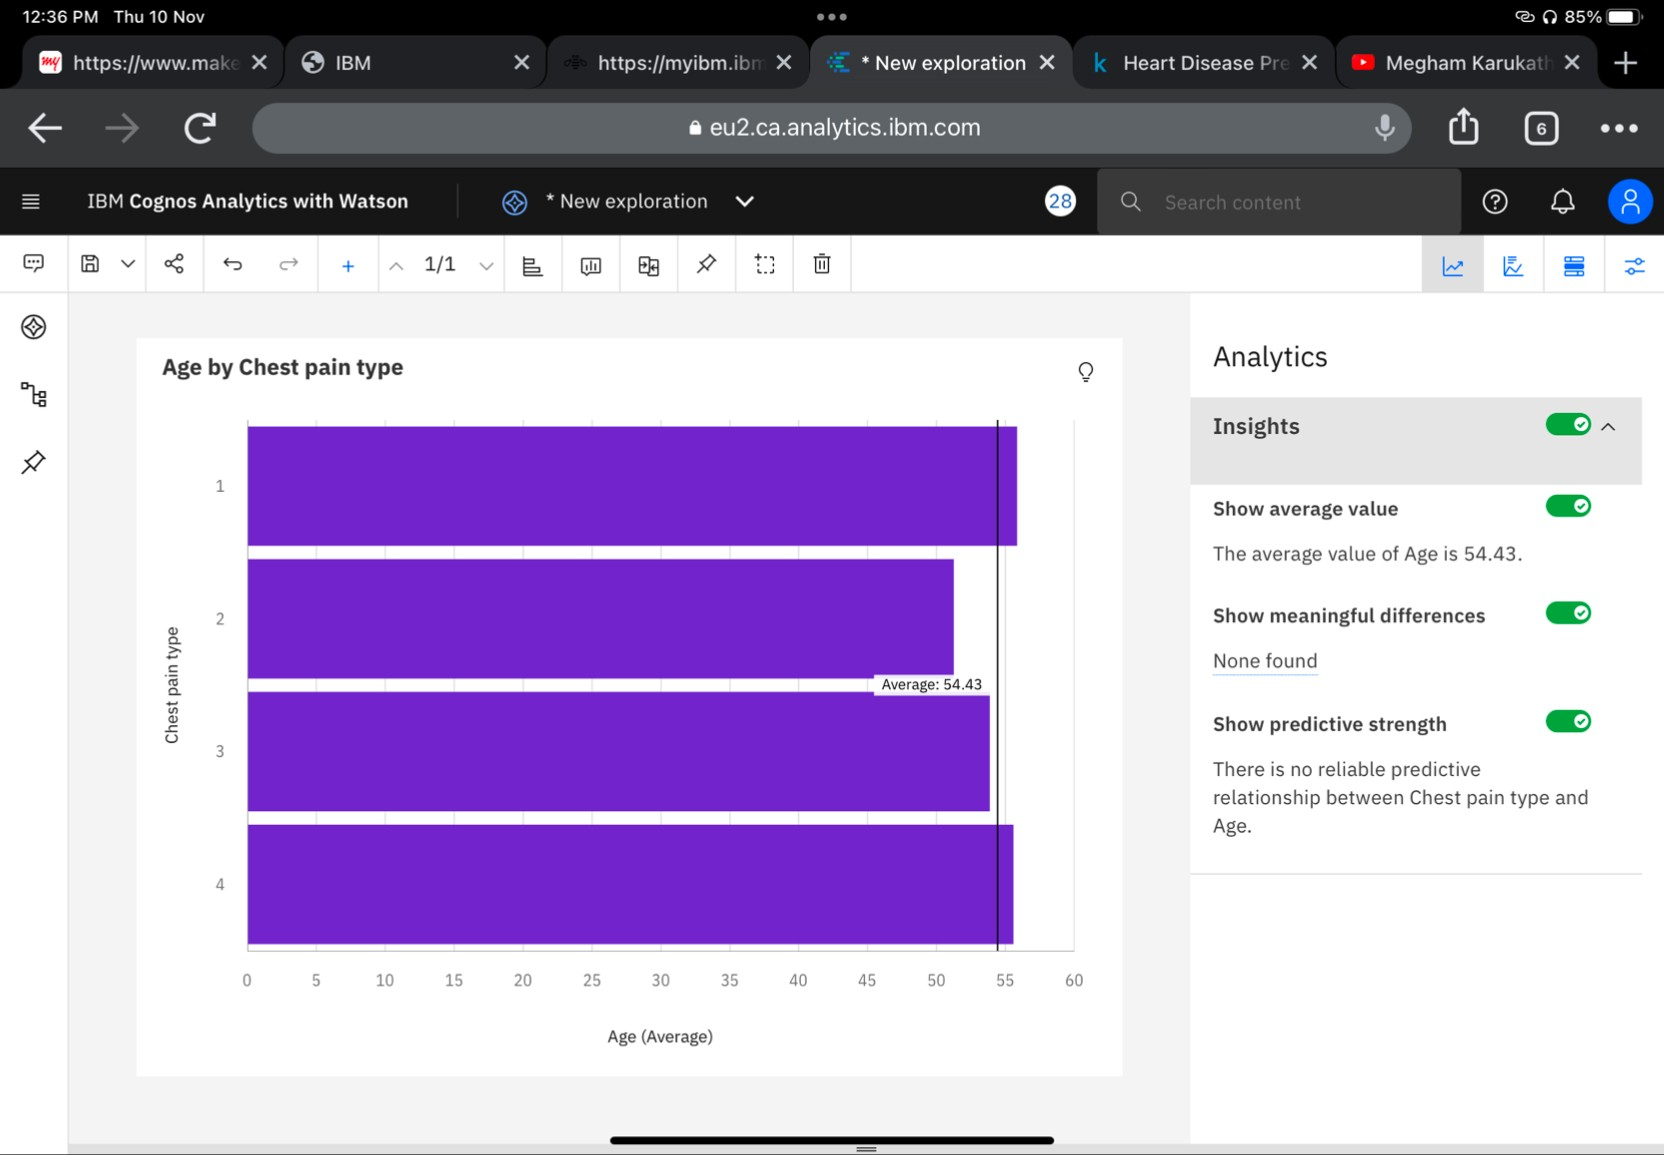 12:36 PM Thu 10 Nov
85%
https://www.make
IBM
https://myibm.ibm
* New exploration
Heart Disease Pre
Megham Karukath
eu2.ca.analytics.ibm.com
6
IBM Cognos Analytics with Watson
* New exploration
28
Search content
1/1
Age by Chest pain type
Chest pain type
1
2
Average: 54.43
3
4
0 5 10 15 20 25 30 35 40 45 50 55 60
Age (Average)
Analytics
Insights
Show average value
The average value of Age is 54.43.
Show meaningful differences
None found
Show predictive strength
There is no reliable predictive
relationship between Chest pain type and
Age.